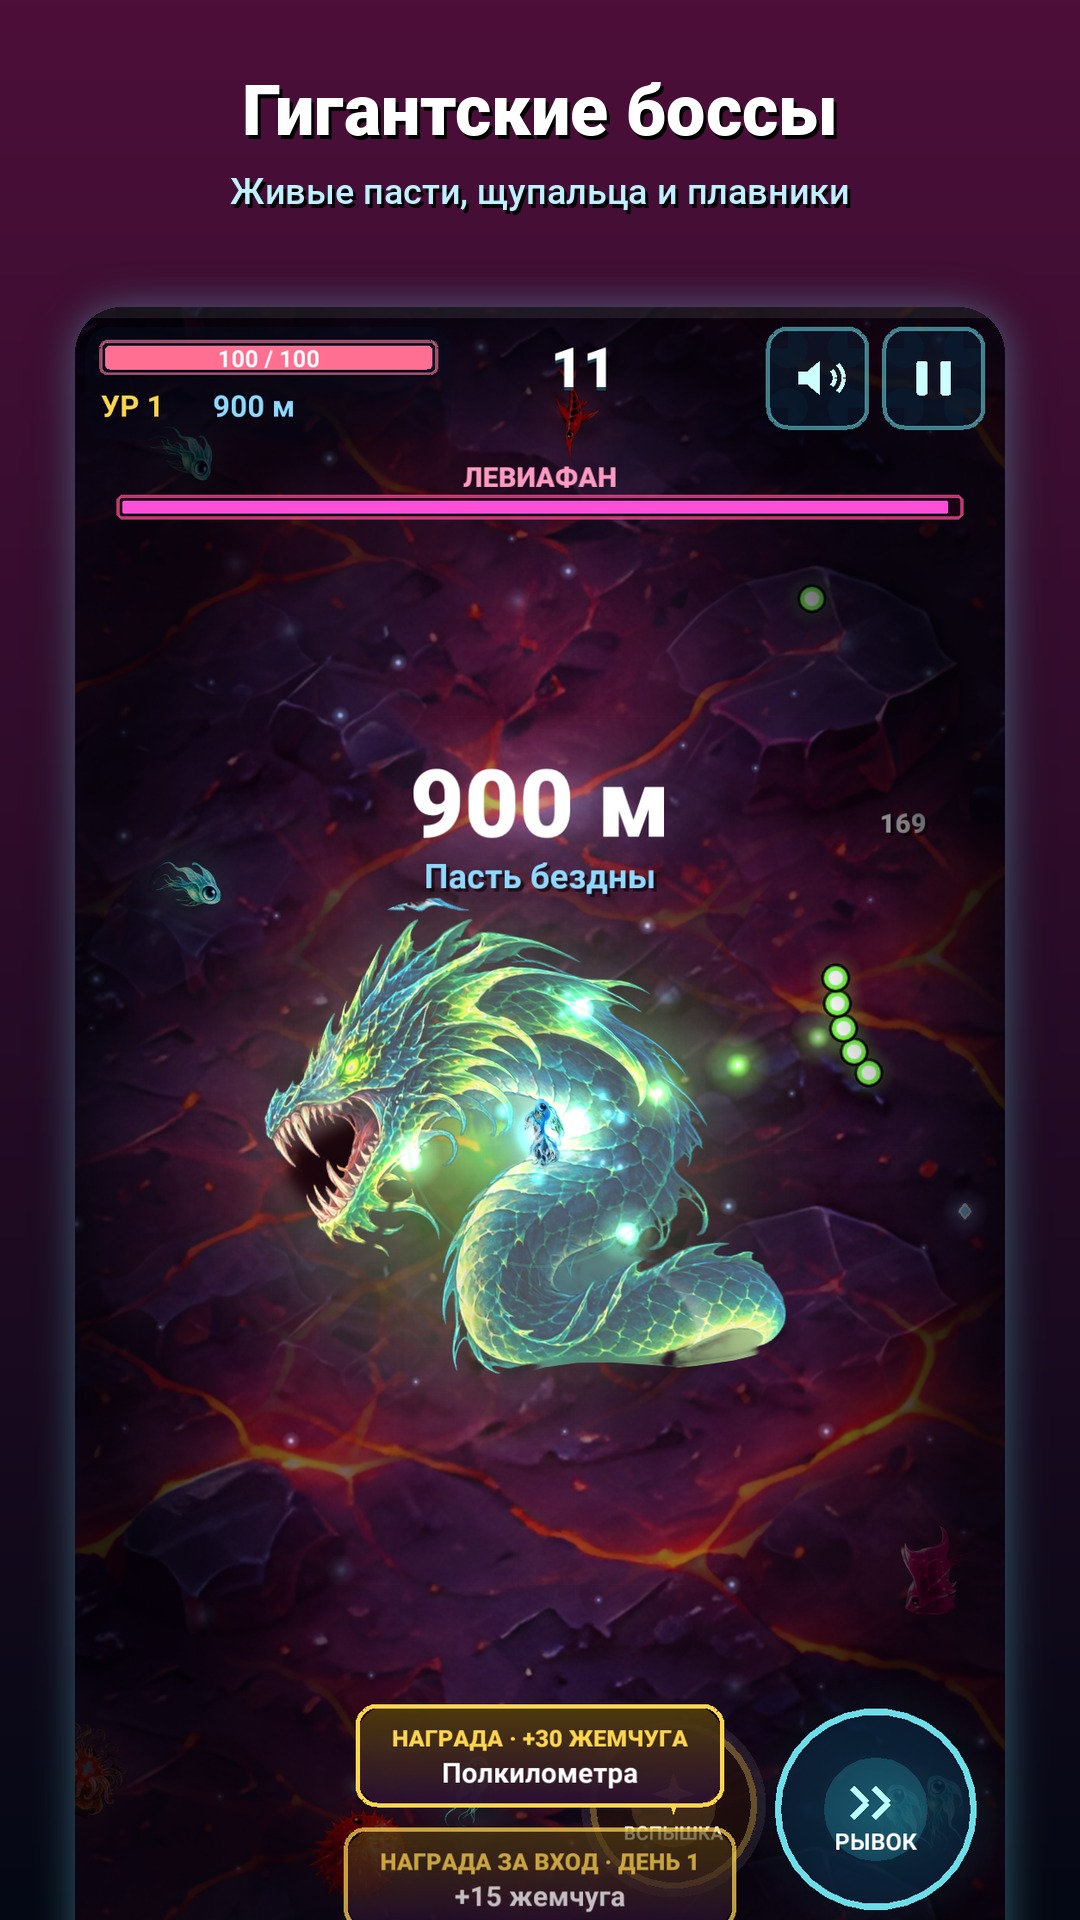 Гигантские боссы
Живые пасти, щупальца и плавники
100 / 100
11
УР 1 900 м
ЛЕВИАФАН
900 м
169
Пасть бездны
НАГРАДА · +30 ЖЕМЧУГА
Полкилометра
ВСПЫШКА
РЫВОК
НАГРАДА ЗА ВХОД · ДЕНЬ 1
+15 жемчуга